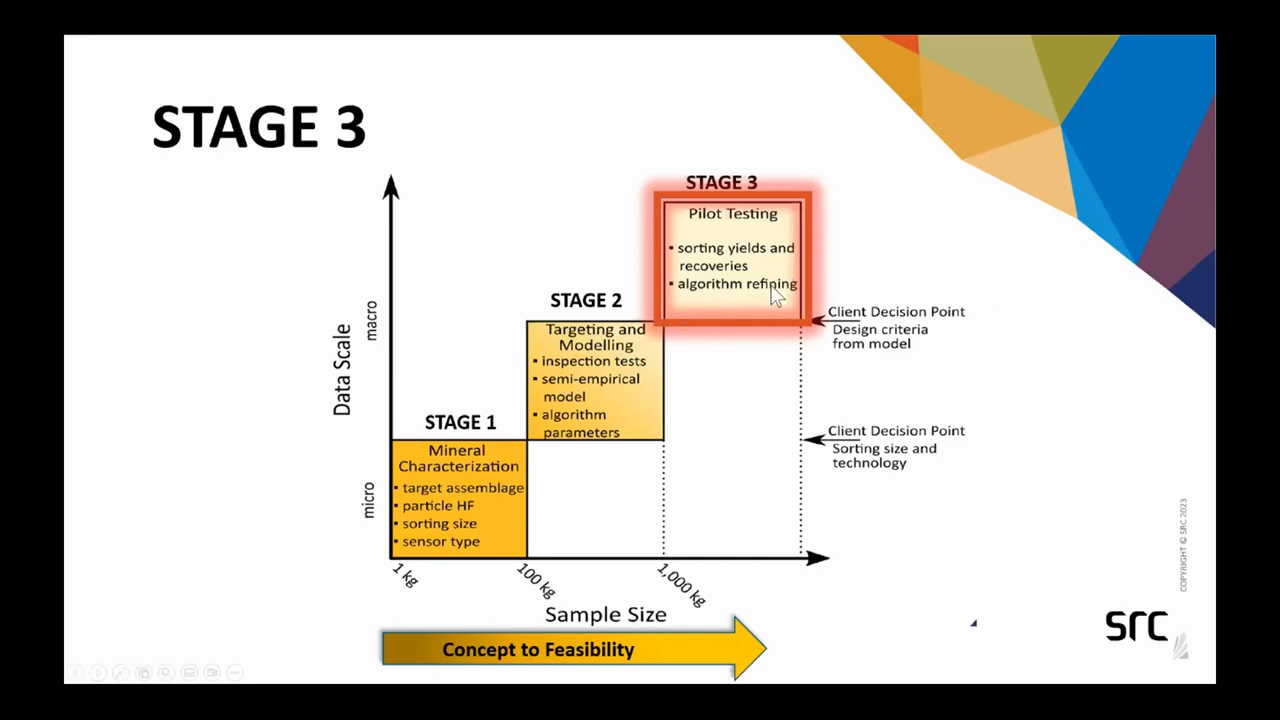 STAGE 3
STAGE 3
Pilot Testing
▪ sorting yields and
recoveries
▪ algorithm refining
STAGE 2
Targeting and
Modelling
▪ inspection tests
▪ semi-empirical
model
▪ algorithm
parameters
STAGE 1
Mineral
Characterization
▪ target assemblage
▪ particle HF
▪ sorting size
▪ sensor type
Client Decision Point
Design criteria
from model
Client Decision Point
Sorting size and
technology
Data Scale
macro
micro
1 kg
100 kg
1,000 kg
Sample Size
Concept to Feasibility
COPYRIGHT © SRC 2023
src